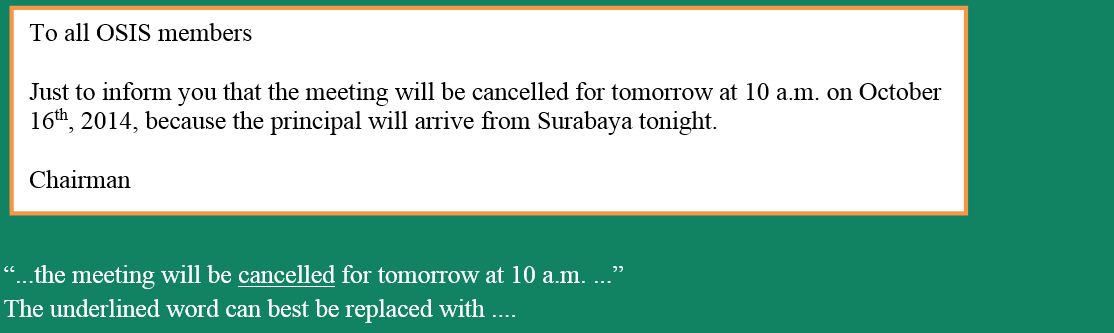 To all OSIS members
Just to inform you that the meeting will be cancelled for tomorrow at 10 a.m. on October
16th, 2014, because the principal will arrive from Surabaya tonight.
Chairman
“...the meeting will be cancelled for tomorrow at 10 a.m. ...”
The underlined word can best be replaced with ....